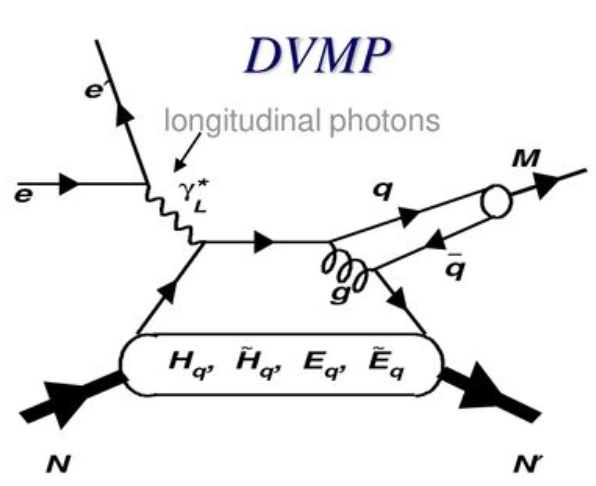 DVMP
e′
longitudinal photons
M
e
γ*L
q
q̄
g
Hq, H̃q, Eq, Ẽq
N
N′